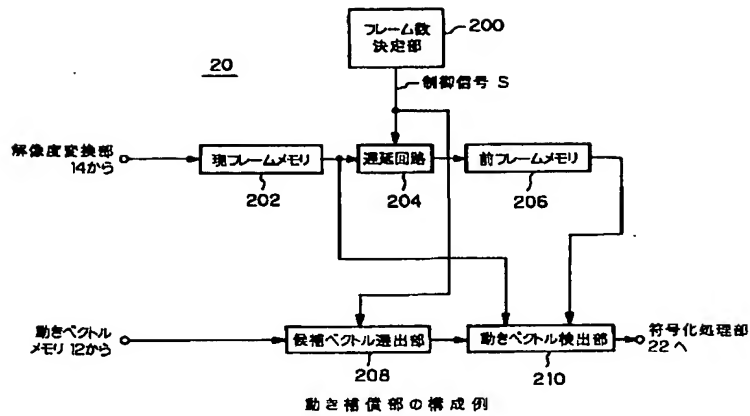 フレーム数
決定部
200
20
制御信号 S
解像度変換部
14から
現フレームメモリ
202
遅延回路
204
前フレームメモリ
206
動きベクトル
メモリ 12から
候補ベクトル選出部
208
動きベクトル検出部
210
符号化処理部
22 へ
動き補償部の構成例